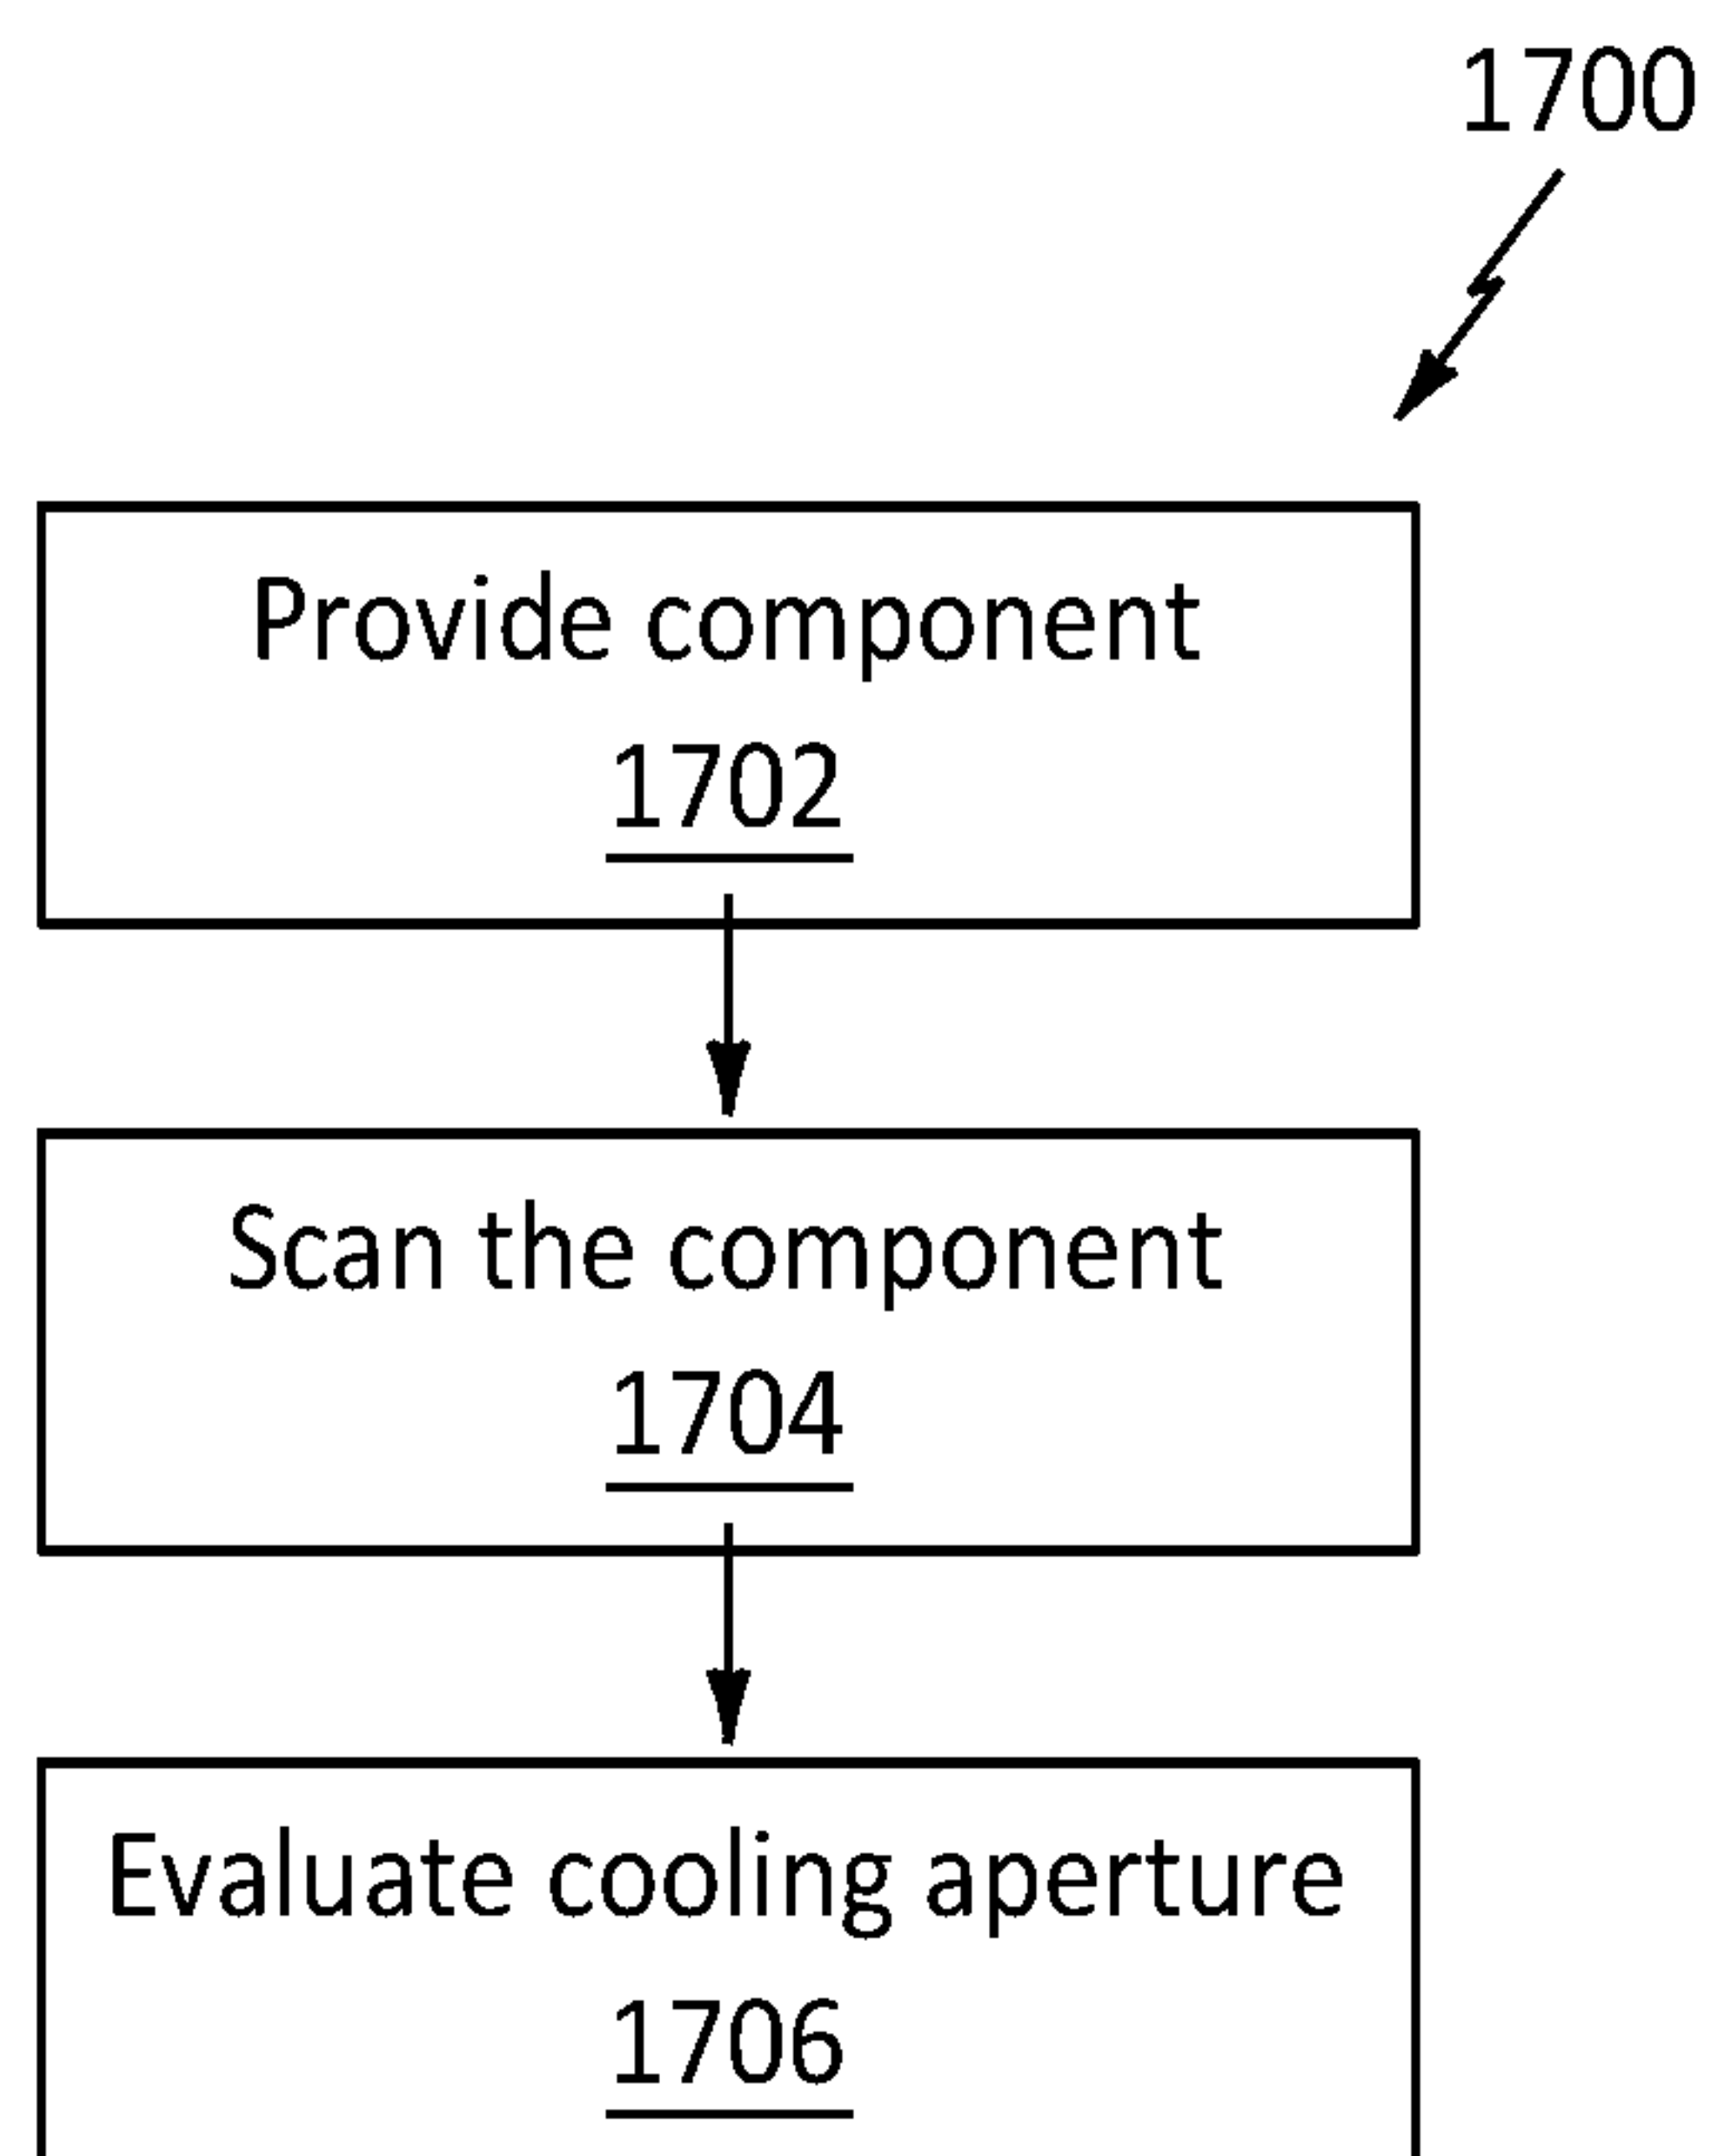 1700
Provide component
1702
Scan the component
1704
Evaluate cooling aperture
1706